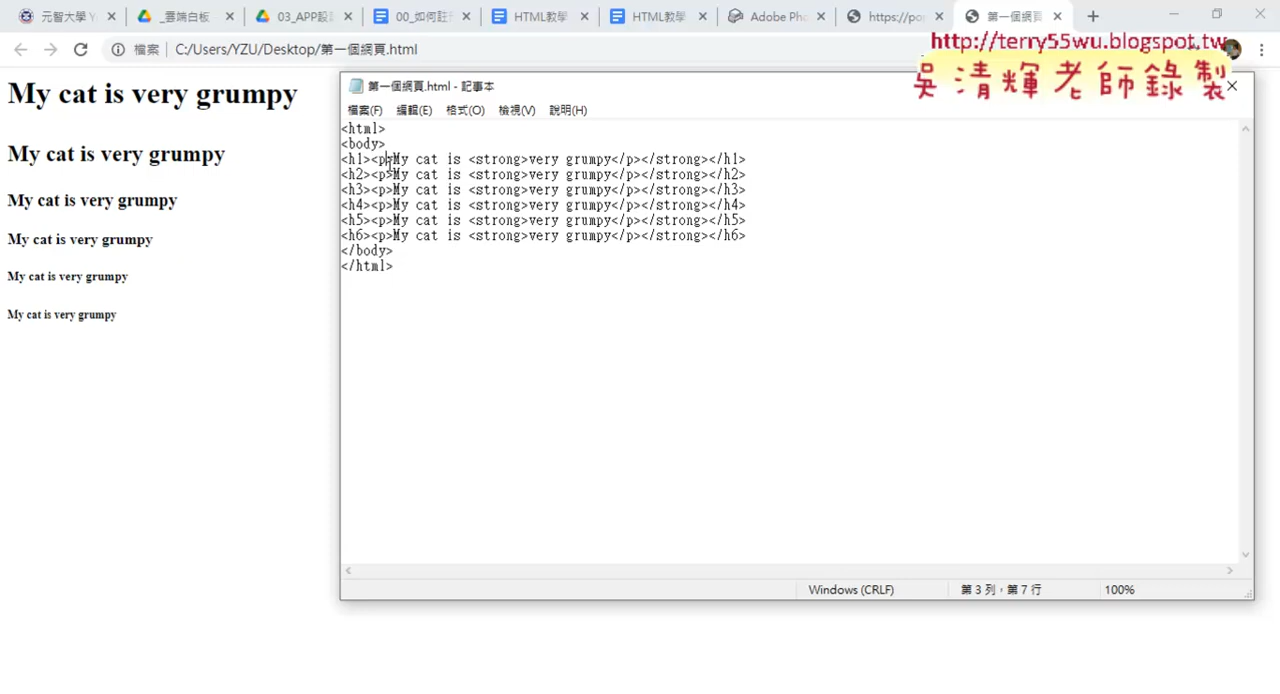 元智大學 Y
_雲端白板
03_APP設
00_如何註
HTML教學
HTML教學
Adobe Pho
https://po
第一個網頁
檔案 C:/Users/YZU/Desktop/第一個網頁.html
http://terry55wu.blogspot.tw
吳清輝老師錄製
My cat is very grumpy
My cat is very grumpy
My cat is very grumpy
My cat is very grumpy
My cat is very grumpy
My cat is very grumpy
第一個網頁.html - 記事本
檔案(F) 編輯(E) 格式(O) 檢視(V) 說明(H)
<html>
<body>
<h1><p>My cat is <strong>very grumpy</p></strong></h1>
<h2><p>My cat is <strong>very grumpy</p></strong></h2>
<h3><p>My cat is <strong>very grumpy</p></strong></h3>
<h4><p>My cat is <strong>very grumpy</p></strong></h4>
<h5><p>My cat is <strong>very grumpy</p></strong></h5>
<h6><p>My cat is <strong>very grumpy</p></strong></h6>
</body>
</html>
Windows (CRLF) 第 3 列，第 7 行 100%